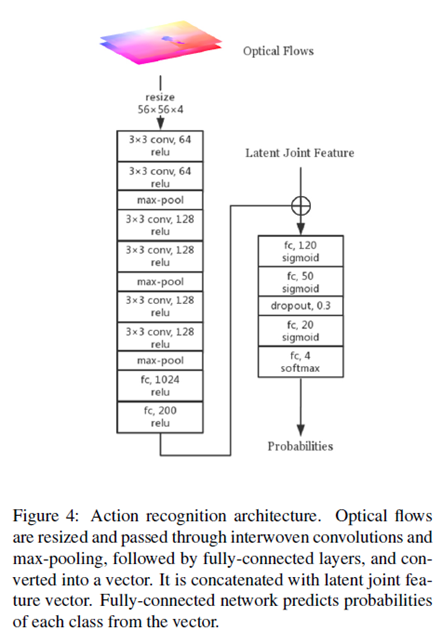 Optical Flows
resize
56×56×4
3×3 conv, 64
relu
3×3 conv, 64
relu
max-pool
3×3 conv, 128
relu
3×3 conv, 128
relu
max-pool
3×3 conv, 128
relu
3×3 conv, 128
relu
max-pool
fc, 1024
relu
fc, 200
relu
Latent Joint Feature
fc, 120
sigmoid
fc, 50
sigmoid
dropout, 0.3
fc, 20
sigmoid
fc, 4
softmax
Probabilities
Figure 4: Action recognition architecture. Optical flows
are resized and passed through interwoven convolutions and
max-pooling, followed by fully-connected layers, and con-
verted into a vector. It is concatenated with latent joint fea-
ture vector. Fully-connected network predicts probabilities
of each class from the vector.